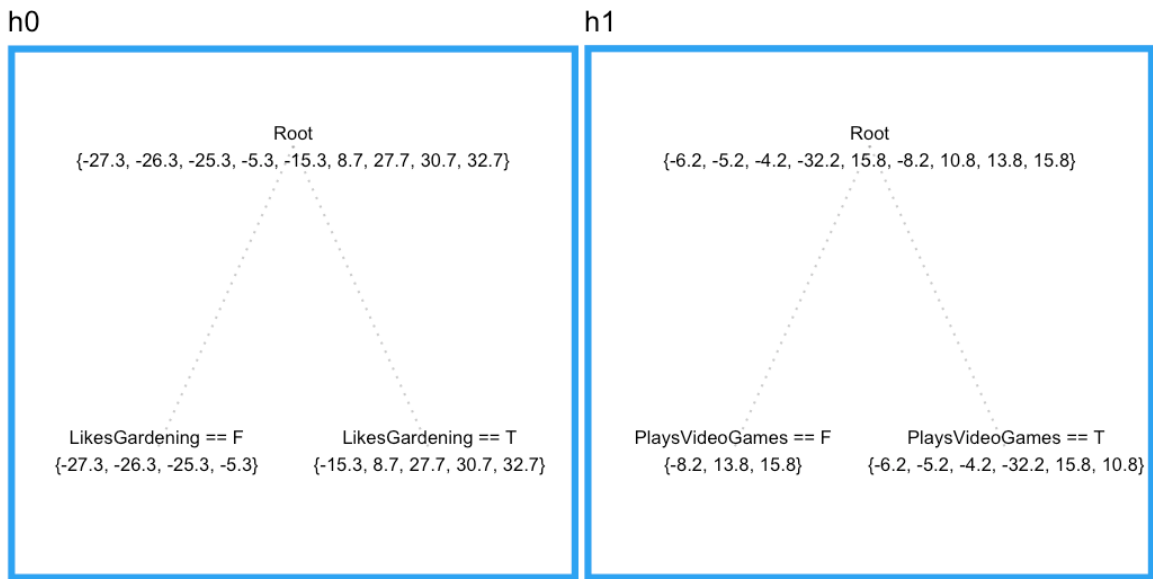 h0
Root
{-27.3, -26.3, -25.3, -5.3, -15.3, 8.7, 27.7, 30.7, 32.7}
LikesGardening == F
{-27.3, -26.3, -25.3, -5.3}
LikesGardening == T
{-15.3, 8.7, 27.7, 30.7, 32.7}
h1
Root
{-6.2, -5.2, -4.2, -32.2, 15.8, -8.2, 10.8, 13.8, 15.8}
PlaysVideoGames == F
{-8.2, 13.8, 15.8}
PlaysVideoGames == T
{-6.2, -5.2, -4.2, -32.2, 15.8, 10.8}